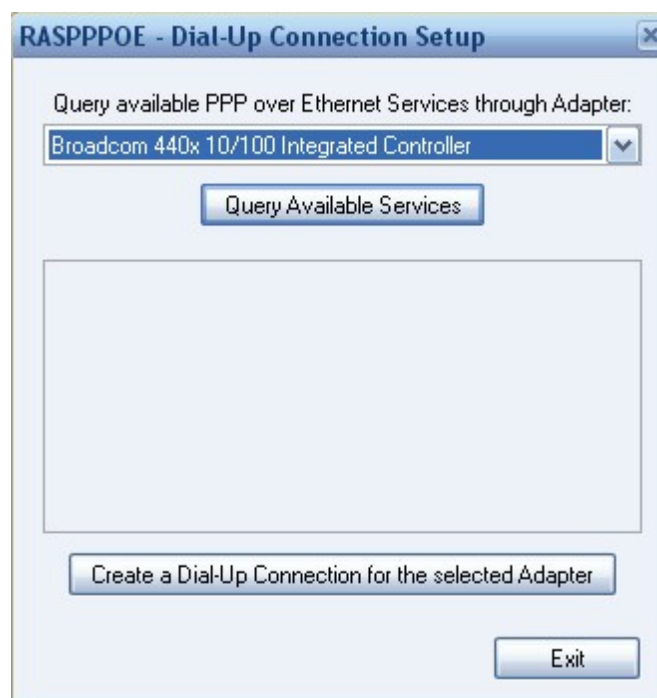 RASPPPOE - Dial-Up Connection Setup
Query available PPP over Ethernet Services through Adapter:
Broadcom 440x 10/100 Integrated Controller
Query Available Services
Create a Dial-Up Connection for the selected Adapter
Exit